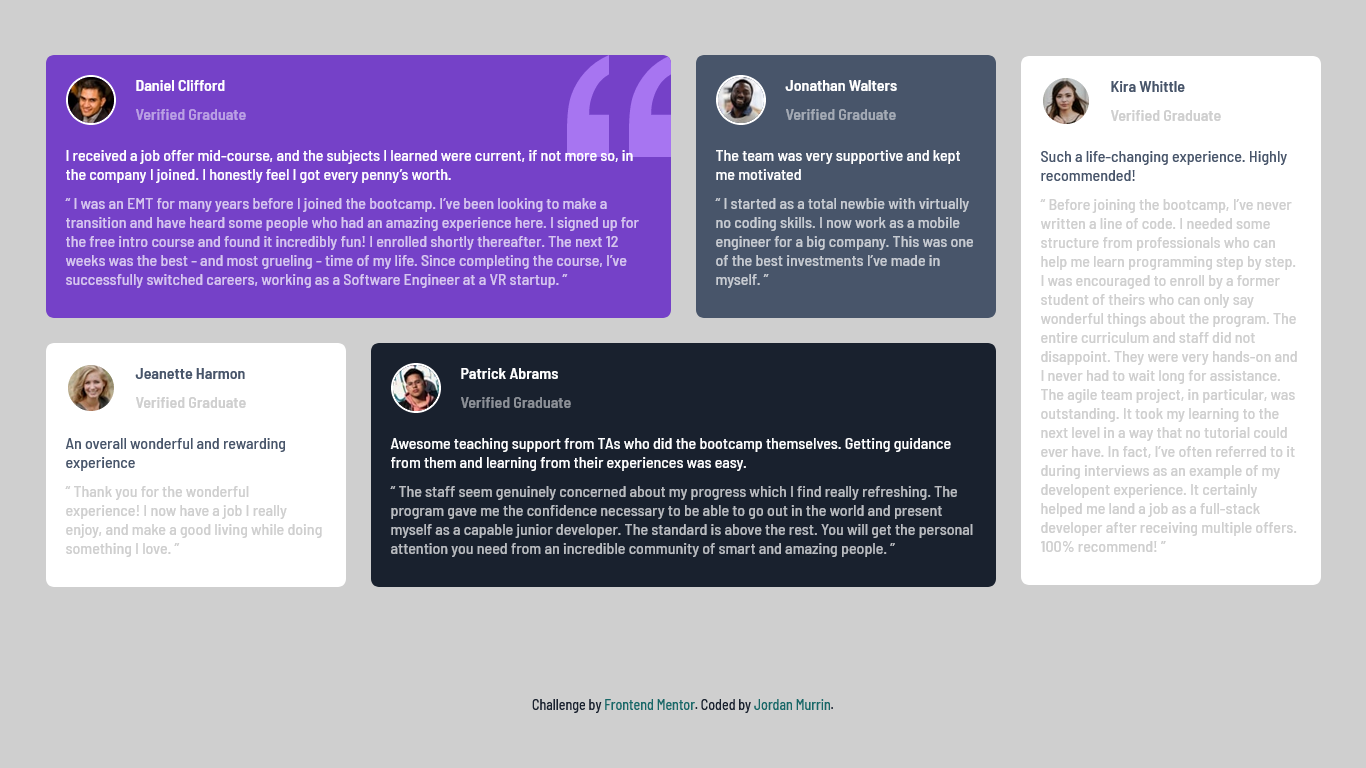 Daniel Clifford
Verified Graduate
I received a job offer mid-course, and the subjects I learned were current, if not more so, in
the company I joined. I honestly feel I got every penny’s worth.
“ I was an EMT for many years before I joined the bootcamp. I’ve been looking to make a
transition and have heard some people who had an amazing experience here. I signed up for
the free intro course and found it incredibly fun! I enrolled shortly thereafter. The next 12
weeks was the best - and most grueling - time of my life. Since completing the course, I’ve
successfully switched careers, working as a Software Engineer at a VR startup. ”
Jonathan Walters
Verified Graduate
The team was very supportive and kept
me motivated
“ I started as a total newbie with virtually
no coding skills. I now work as a mobile
engineer for a big company. This was one
of the best investments I’ve made in
myself. ”
Kira Whittle
Verified Graduate
Such a life-changing experience. Highly
recommended!
“ Before joining the bootcamp, I’ve never
written a line of code. I needed some
structure from professionals who can
help me learn programming step by step.
I was encouraged to enroll by a former
student of theirs who can only say
wonderful things about the program. The
entire curriculum and staff did not
disappoint. They were very hands-on and
I never had to wait long for assistance.
The agile team project, in particular, was
outstanding. It took my learning to the
next level in a way that no tutorial could
ever have. In fact, I’ve often referred to it
during interviews as an example of my
developent experience. It certainly
helped me land a job as a full-stack
developer after receiving multiple offers.
100% recommend! ”
Jeanette Harmon
Verified Graduate
An overall wonderful and rewarding
experience
“ Thank you for the wonderful
experience! I now have a job I really
enjoy, and make a good living while doing
something I love. ”
Patrick Abrams
Verified Graduate
Awesome teaching support from TAs who did the bootcamp themselves. Getting guidance
from them and learning from their experiences was easy.
“ The staff seem genuinely concerned about my progress which I find really refreshing. The
program gave me the confidence necessary to be able to go out in the world and present
myself as a capable junior developer. The standard is above the rest. You will get the personal
attention you need from an incredible community of smart and amazing people. ”
Challenge by Frontend Mentor. Coded by Jordan Murrin.